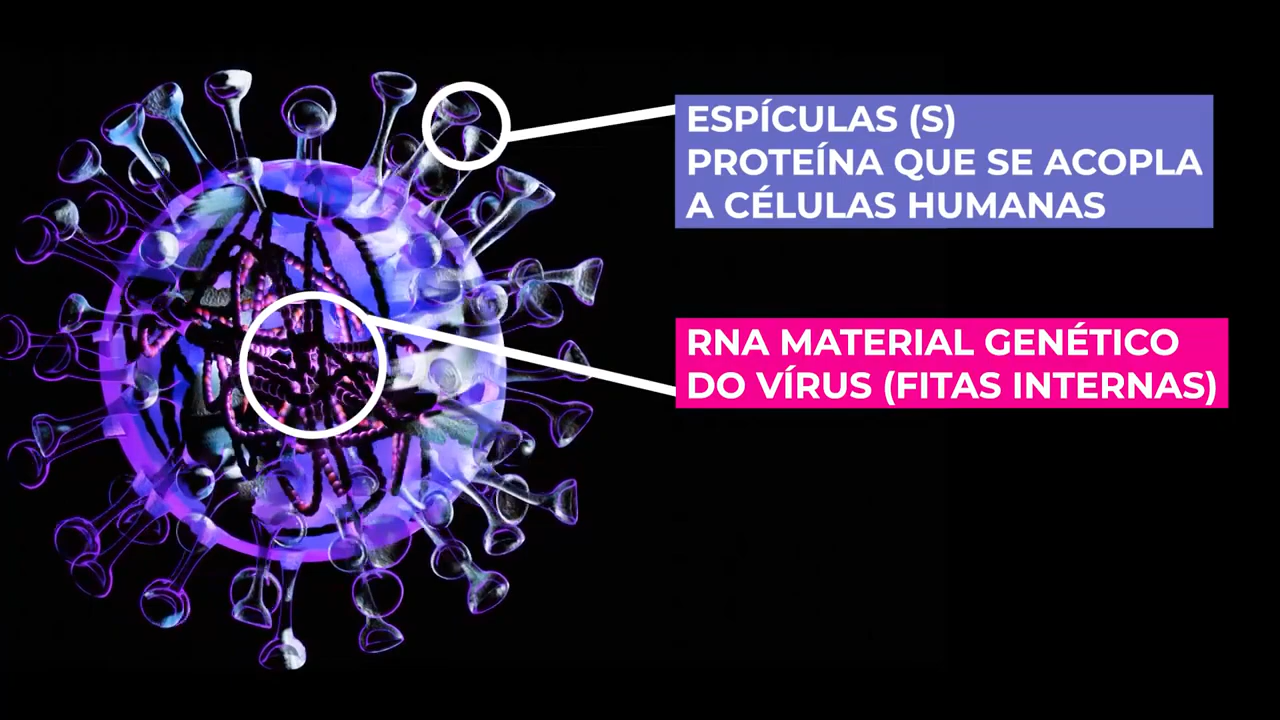 ESPÍCULAS (S)
PROTEÍNA QUE SE ACOPLA
A CÉLULAS HUMANAS
RNA MATERIAL GENÉTICO
DO VÍRUS (FITAS INTERNAS)